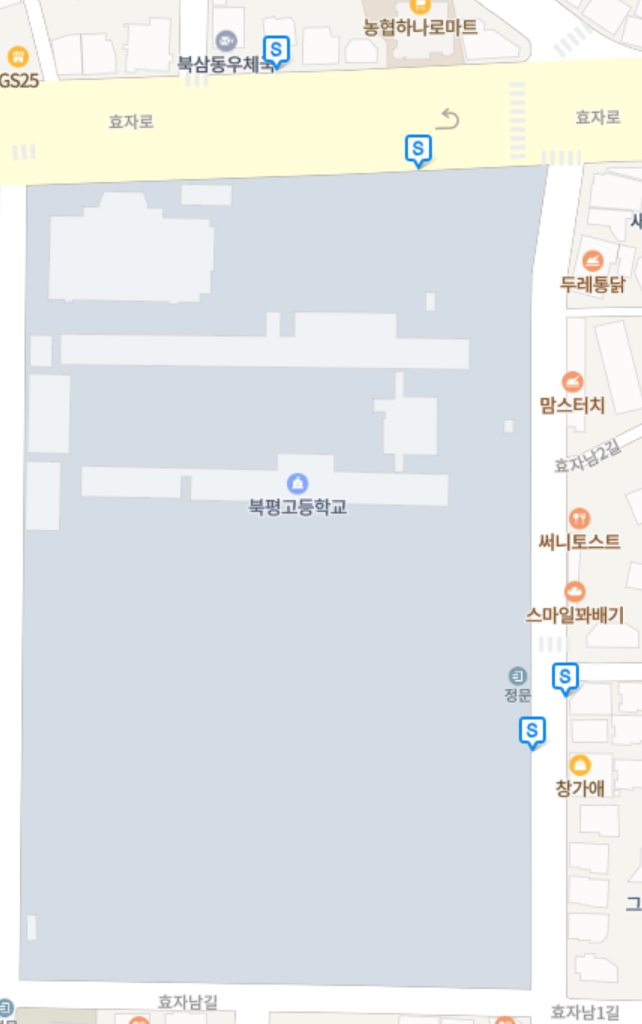 농협하나로마트
S
북삼동우체국
GS25
효자로
효자로
S
새
두레통닭
맘스터치
효자남2길
북평고등학교
써니토스트
스마일꽈배기
S
정문
S
창가애
그
효자남길
효자남1길